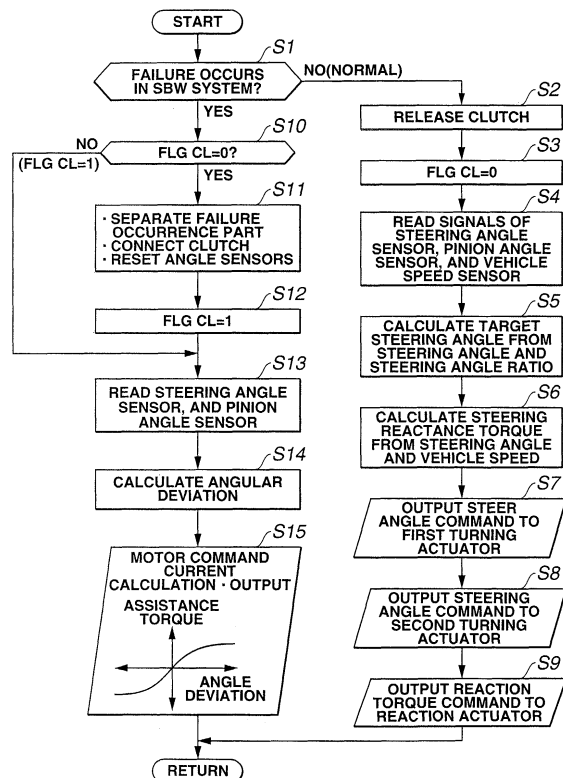 START
S1
FAILURE OCCURS
IN SBW SYSTEM?
NO(NORMAL)
YES
S10
NO
(FLG CL=1)
FLG CL=0?
YES
S11
· SEPARATE FAILURE
OCCURRENCE PART
· CONNECT CLUTCH
· RESET ANGLE SENSORS
S12
FLG CL=1
S13
READ STEERING ANGLE
SENSOR, AND PINION
ANGLE SENSOR
S14
CALCULATE ANGULAR
DEVIATION
S15
MOTOR COMMAND
CURRENT
CALCULATION · OUTPUT
ASSISTANCE
TORQUE
ANGLE
DEVIATION
S2
RELEASE CLUTCH
S3
FLG CL=0
S4
READ SIGNALS OF
STEERING ANGLE
SENSOR, PINION ANGLE
SENSOR, AND VEHICLE
SPEED SENSOR
S5
CALCULATE TARGET
STEERING ANGLE FROM
STEERING ANGLE AND
STEERING ANGLE RATIO
S6
CALCULATE STEERING
REACTANCE TORQUE
FROM STEERING ANGLE
AND VEHICLE SPEED
S7
OUTPUT STEER
ANGLE COMMAND TO
FIRST TURNING
ACTUATOR
S8
OUTPUT STEERING
ANGLE COMMAND TO
SECOND TURNING
ACTUATOR
S9
OUTPUT REACTION
TORQUE COMMAND TO
REACTION ACTUATOR
RETURN